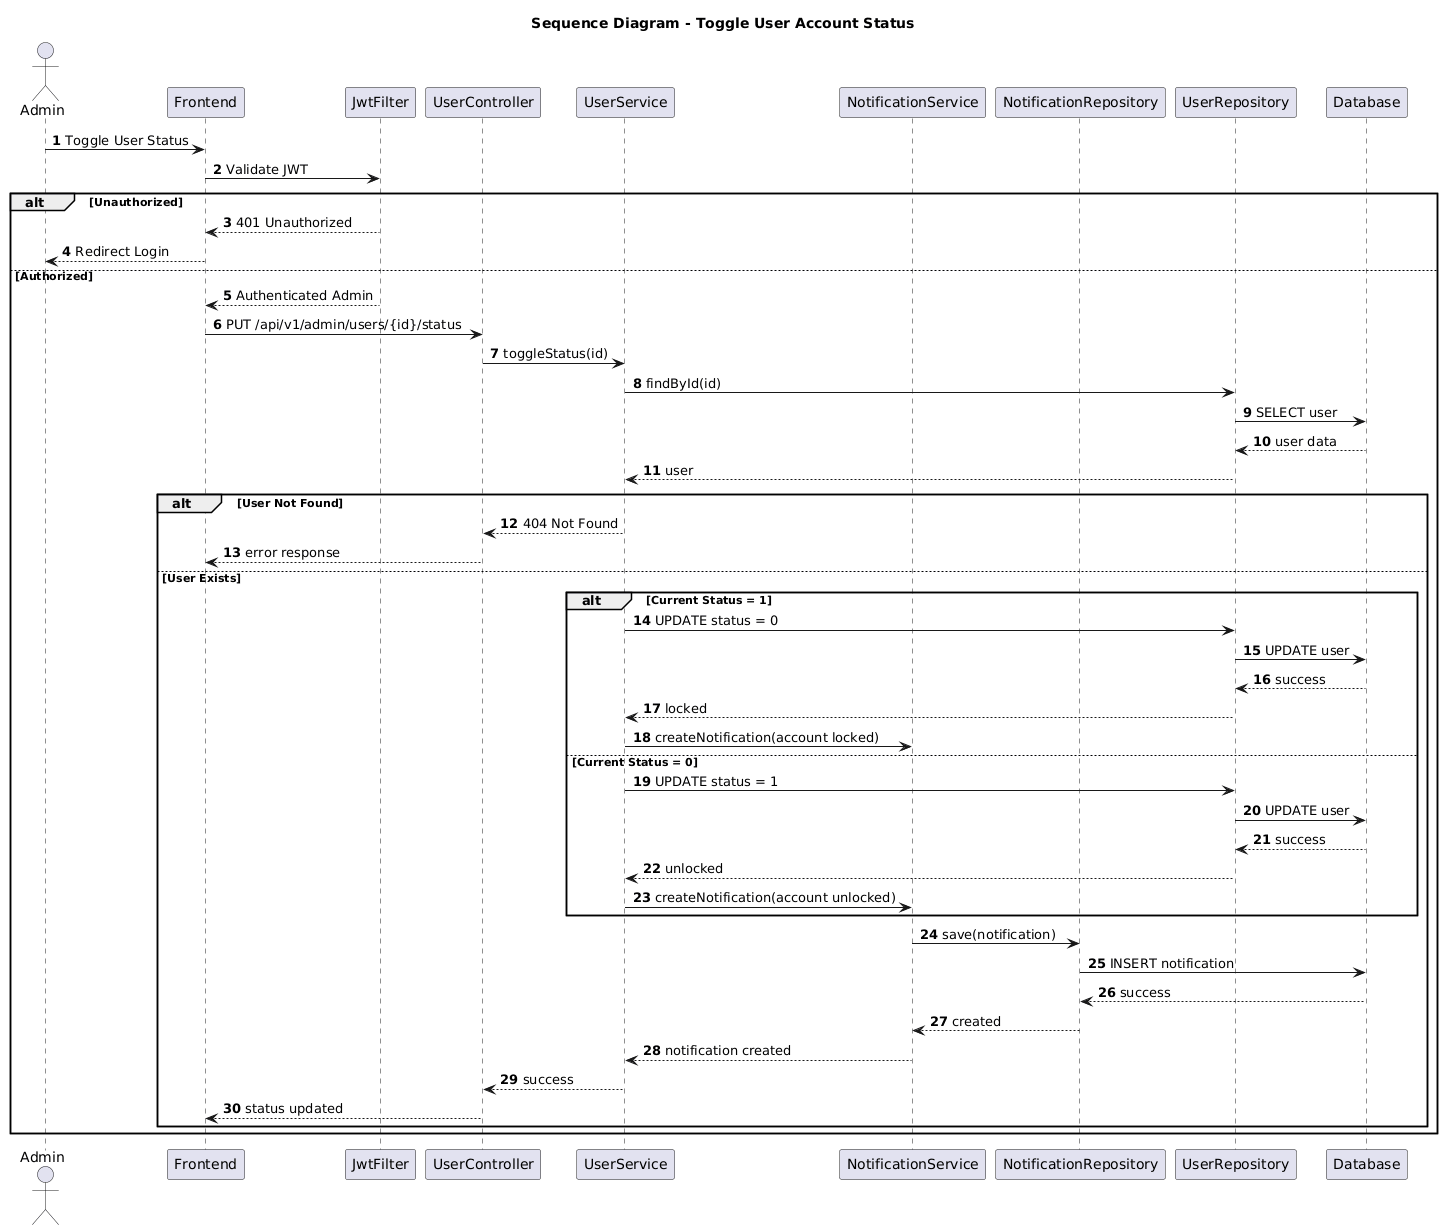 Sequence Diagram - Toggle User Account Status
Admin
Frontend
JwtFilter
UserController
UserService
NotificationService
NotificationRepository
UserRepository
Database
1 Toggle User Status
2 Validate JWT
alt [Unauthorized]
3 401 Unauthorized
4 Redirect Login
[Authorized]
5 Authenticated Admin
6 PUT /api/v1/admin/users/{id}/status
7 toggleStatus(id)
8 findById(id)
9 SELECT user
10 user data
11 user
alt [User Not Found]
12 404 Not Found
13 error response
[User Exists]
alt [Current Status = 1]
14 UPDATE status = 0
15 UPDATE user
16 success
17 locked
18 createNotification(account locked)
[Current Status = 0]
19 UPDATE status = 1
20 UPDATE user
21 success
22 unlocked
23 createNotification(account unlocked)
24 save(notification)
25 INSERT notification
26 success
27 created
28 notification created
29 success
30 status updated
Admin
Frontend
JwtFilter
UserController
UserService
NotificationService
NotificationRepository
UserRepository
Database